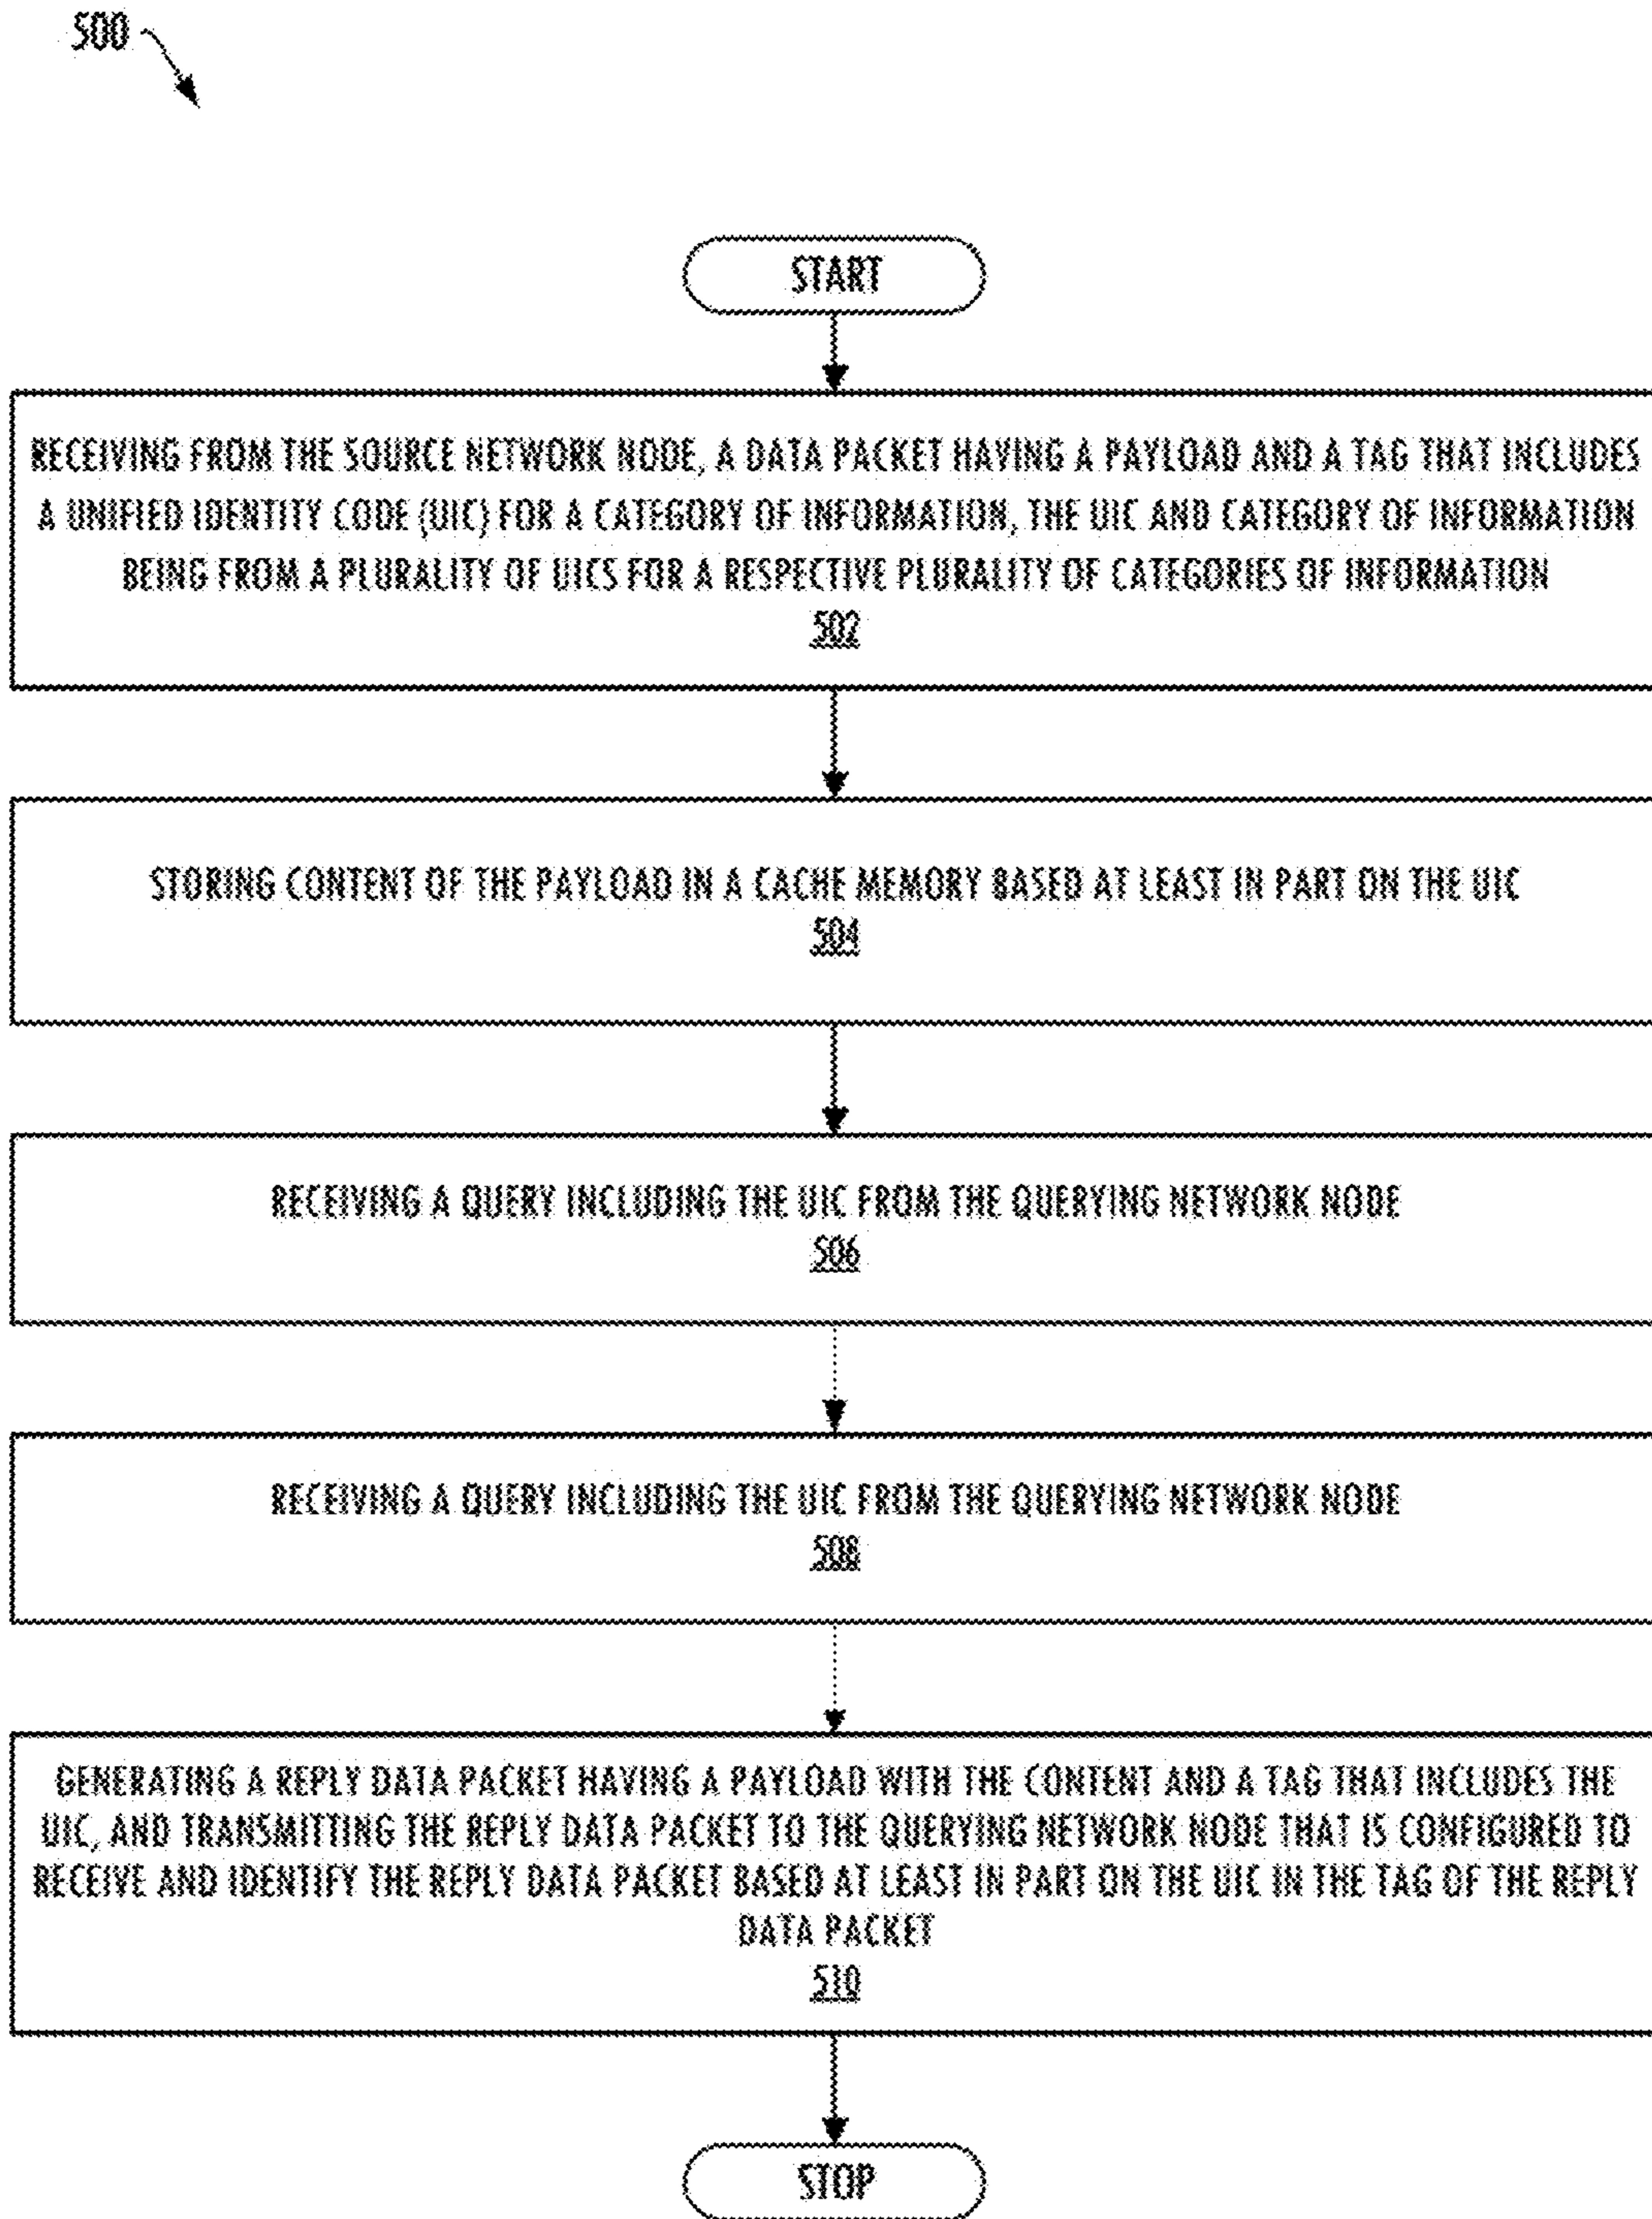 500
START
RECEIVING FROM THE SOURCE NETWORK NODE, A DATA PACKET HAVING A PAYLOAD AND A TAG THAT INCLUDES
A UNIFIED IDENTITY CODE (UIC) FOR A CATEGORY OF INFORMATION, THE UIC AND CATEGORY OF INFORMATION
BEING FROM A PLURALITY OF UICS FOR A RESPECTIVE PLURALITY OF CATEGORIES OF INFORMATION
502
STORING CONTENT OF THE PAYLOAD IN A CACHE MEMORY BASED AT LEAST IN PART ON THE UIC
504
RECEIVING A QUERY INCLUDING THE UIC FROM THE QUERYING NETWORK NODE
506
RECEIVING A QUERY INCLUDING THE UIC FROM THE QUERYING NETWORK NODE
508
GENERATING A REPLY DATA PACKET HAVING A PAYLOAD WITH THE CONTENT AND A TAG THAT INCLUDES THE
UIC, AND TRANSMITTING THE REPLY DATA PACKET TO THE QUERYING NETWORK NODE THAT IS CONFIGURED TO
RECEIVE AND IDENTIFY THE REPLY DATA PACKET BASED AT LEAST IN PART ON THE UIC IN THE TAG OF THE REPLY
DATA PACKET
510
STOP